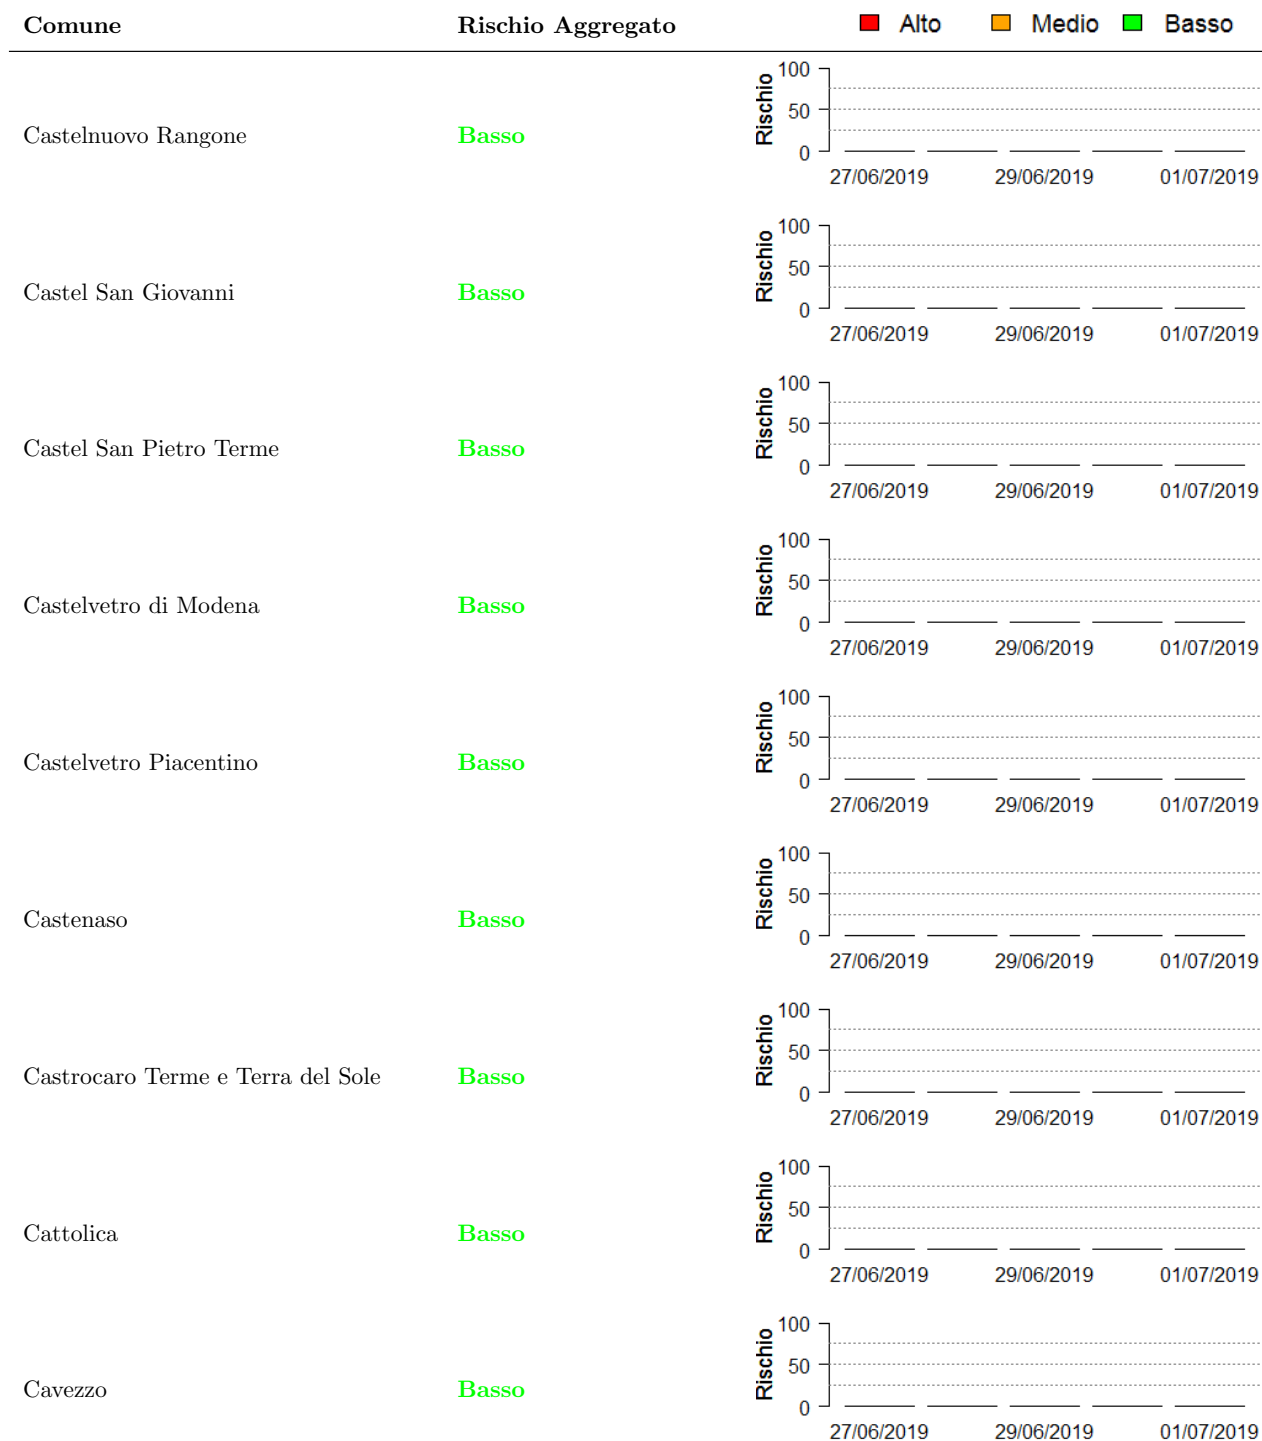 Comune Rischio Aggregato Alto Medio Basso
100
50
0
Rischio
Castelnuovo Rangone Basso
27/06/2019 29/06/2019 01/07/2019
100
50
0
Rischio
Castel San Giovanni Basso
27/06/2019 29/06/2019 01/07/2019
100
50
0
Rischio
Castel San Pietro Terme Basso
27/06/2019 29/06/2019 01/07/2019
100
50
0
Rischio
Castelvetro di Modena Basso
27/06/2019 29/06/2019 01/07/2019
100
50
0
Rischio
Castelvetro Piacentino Basso
27/06/2019 29/06/2019 01/07/2019
100
50
0
Rischio
Castenaso Basso
27/06/2019 29/06/2019 01/07/2019
100
50
0
Rischio
Castrocaro Terme e Terra del Sole Basso
27/06/2019 29/06/2019 01/07/2019
100
50
0
Rischio
Cattolica Basso
27/06/2019 29/06/2019 01/07/2019
100
50
0
Rischio
Cavezzo Basso
27/06/2019 29/06/2019 01/07/2019